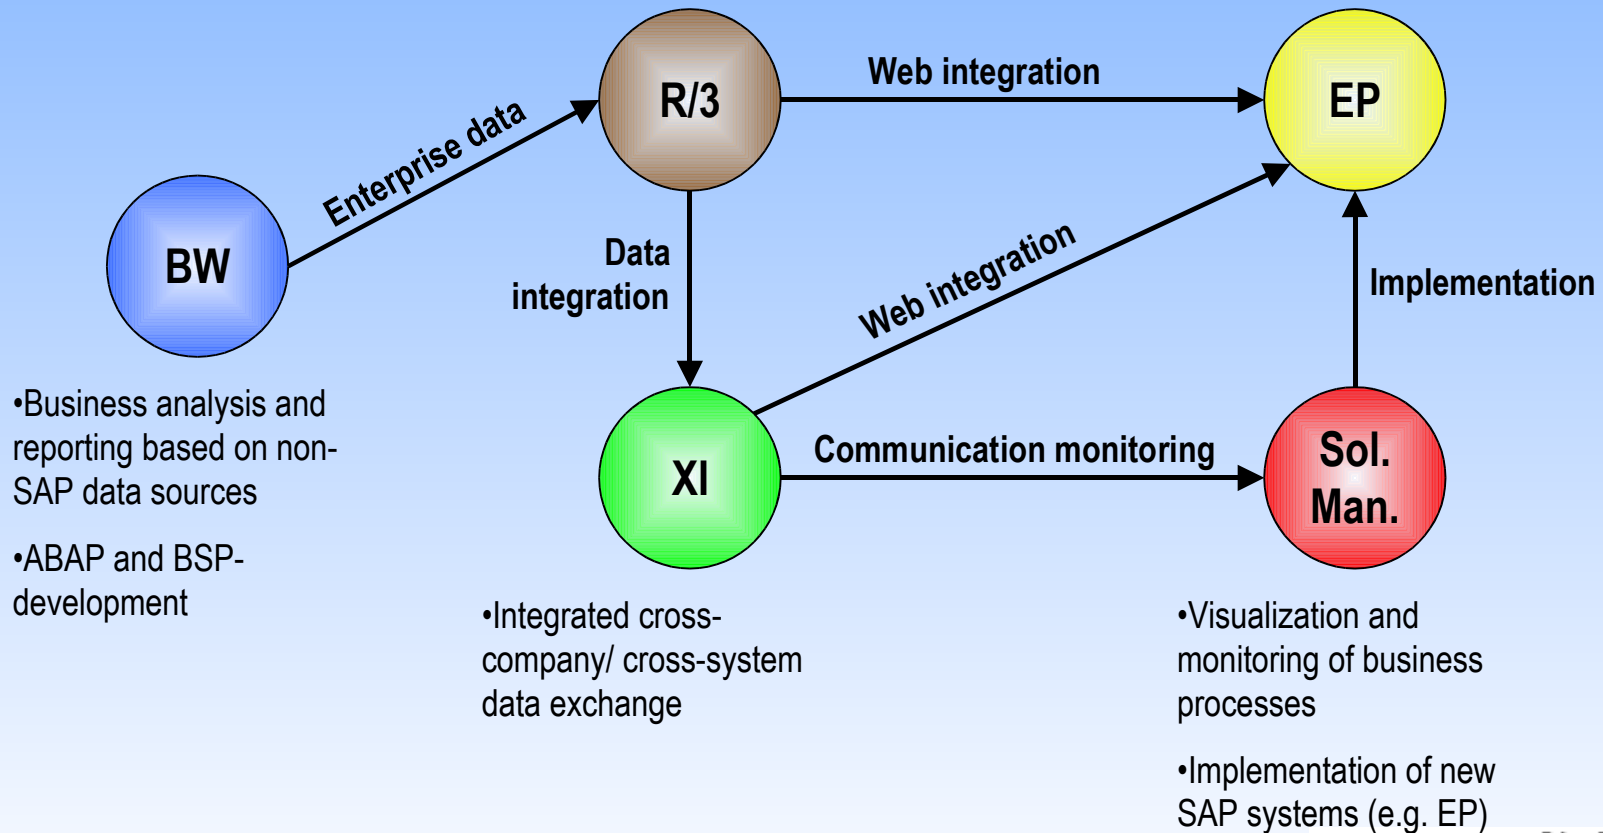 R/3
Web integration
EP
Enterprise data
BW
Data
integration
Web integration
Implementation
•Business analysis and
reporting based on non-
SAP data sources
•ABAP and BSP-
development
XI
Communication monitoring
Sol.
Man.
•Integrated cross-
company/ cross-system
data exchange
•Visualization and
monitoring of business
processes
•Implementation of new
SAP systems (e.g. EP)